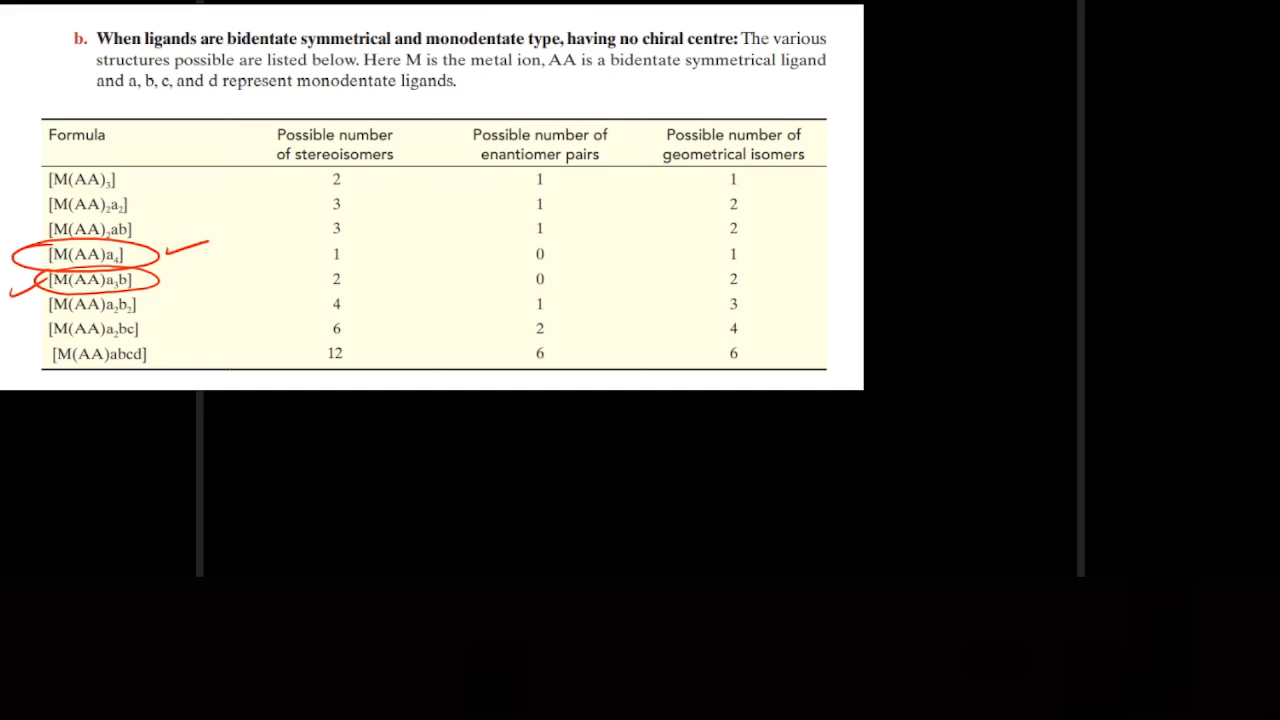 b. When ligands are bidentate symmetrical and monodentate type, having no chiral centre: The various
structures possible are listed below. Here M is the metal ion, AA is a bidentate symmetrical ligand
and a, b, c, and d represent monodentate ligands.
Formula Possible number of stereoisomers Possible number of enantiomer pairs Possible number of geometrical isomers
[M(AA)₃] 2 1 1
[M(AA)₂a₂] 3 1 2
[M(AA)₂ab] 3 1 2
[M(AA)a₄] 1 0 1
[M(AA)a₃b] 2 0 2
[M(AA)a₂b₂] 4 1 3
[M(AA)a₂bc] 6 2 4
[M(AA)abcd] 12 6 6